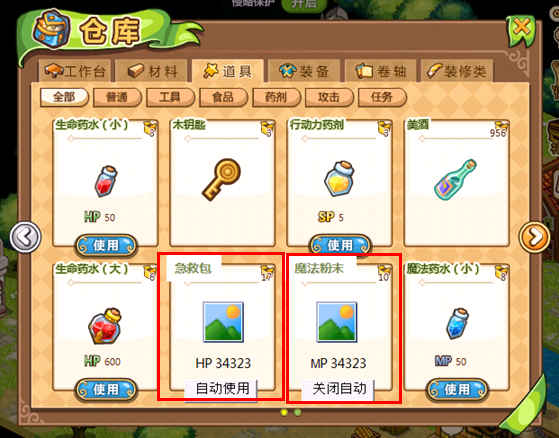 侵略保护 开启
仓库
工作台 材料 道具 装备 卷轴 装修类
全部 普通 工具 食品 药剂 攻击 任务
生命药水（小） 木钥匙 行动力药剂 美酒
956
HP 50 SP 5
使用 使用
生命药水（大） 急救包 魔法粉末 魔法药水（小）
6 17 10 8
HP 600 HP 34323 MP 34323 MP 50
使用 自动使用 关闭自动 使用